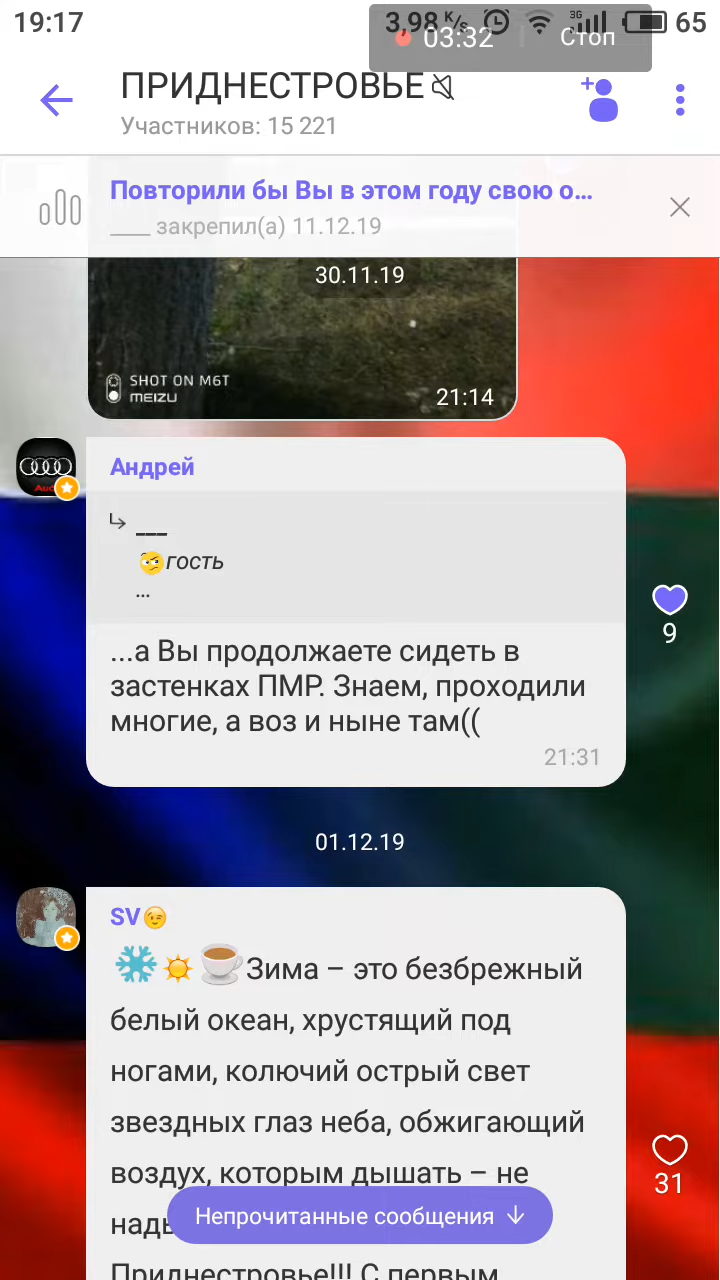 19:17
3,98 K/s
3G
65
03:32
Стоп
ПРИДНЕСТРОВЬЕ
Участников: 15 221
Повторили бы Вы в этом году свою о...
____ закрепил(а) 11.12.19
30.11.19
SHOT ON M6T
MEIZU
21:14
Андрей
___
гость
...
...а Вы продолжаете сидеть в
застенках ПМР. Знаем, проходили
многие, а воз и ныне там((
21:31
9
01.12.19
SV😉
❄☀☕Зима – это безбрежный
белый океан, хрустящий под
ногами, колючий острый свет
звездных глаз неба, обжигающий
воздух, которым дышать – не
Непрочитанные сообщения
Приднестровье!!! С первым
31